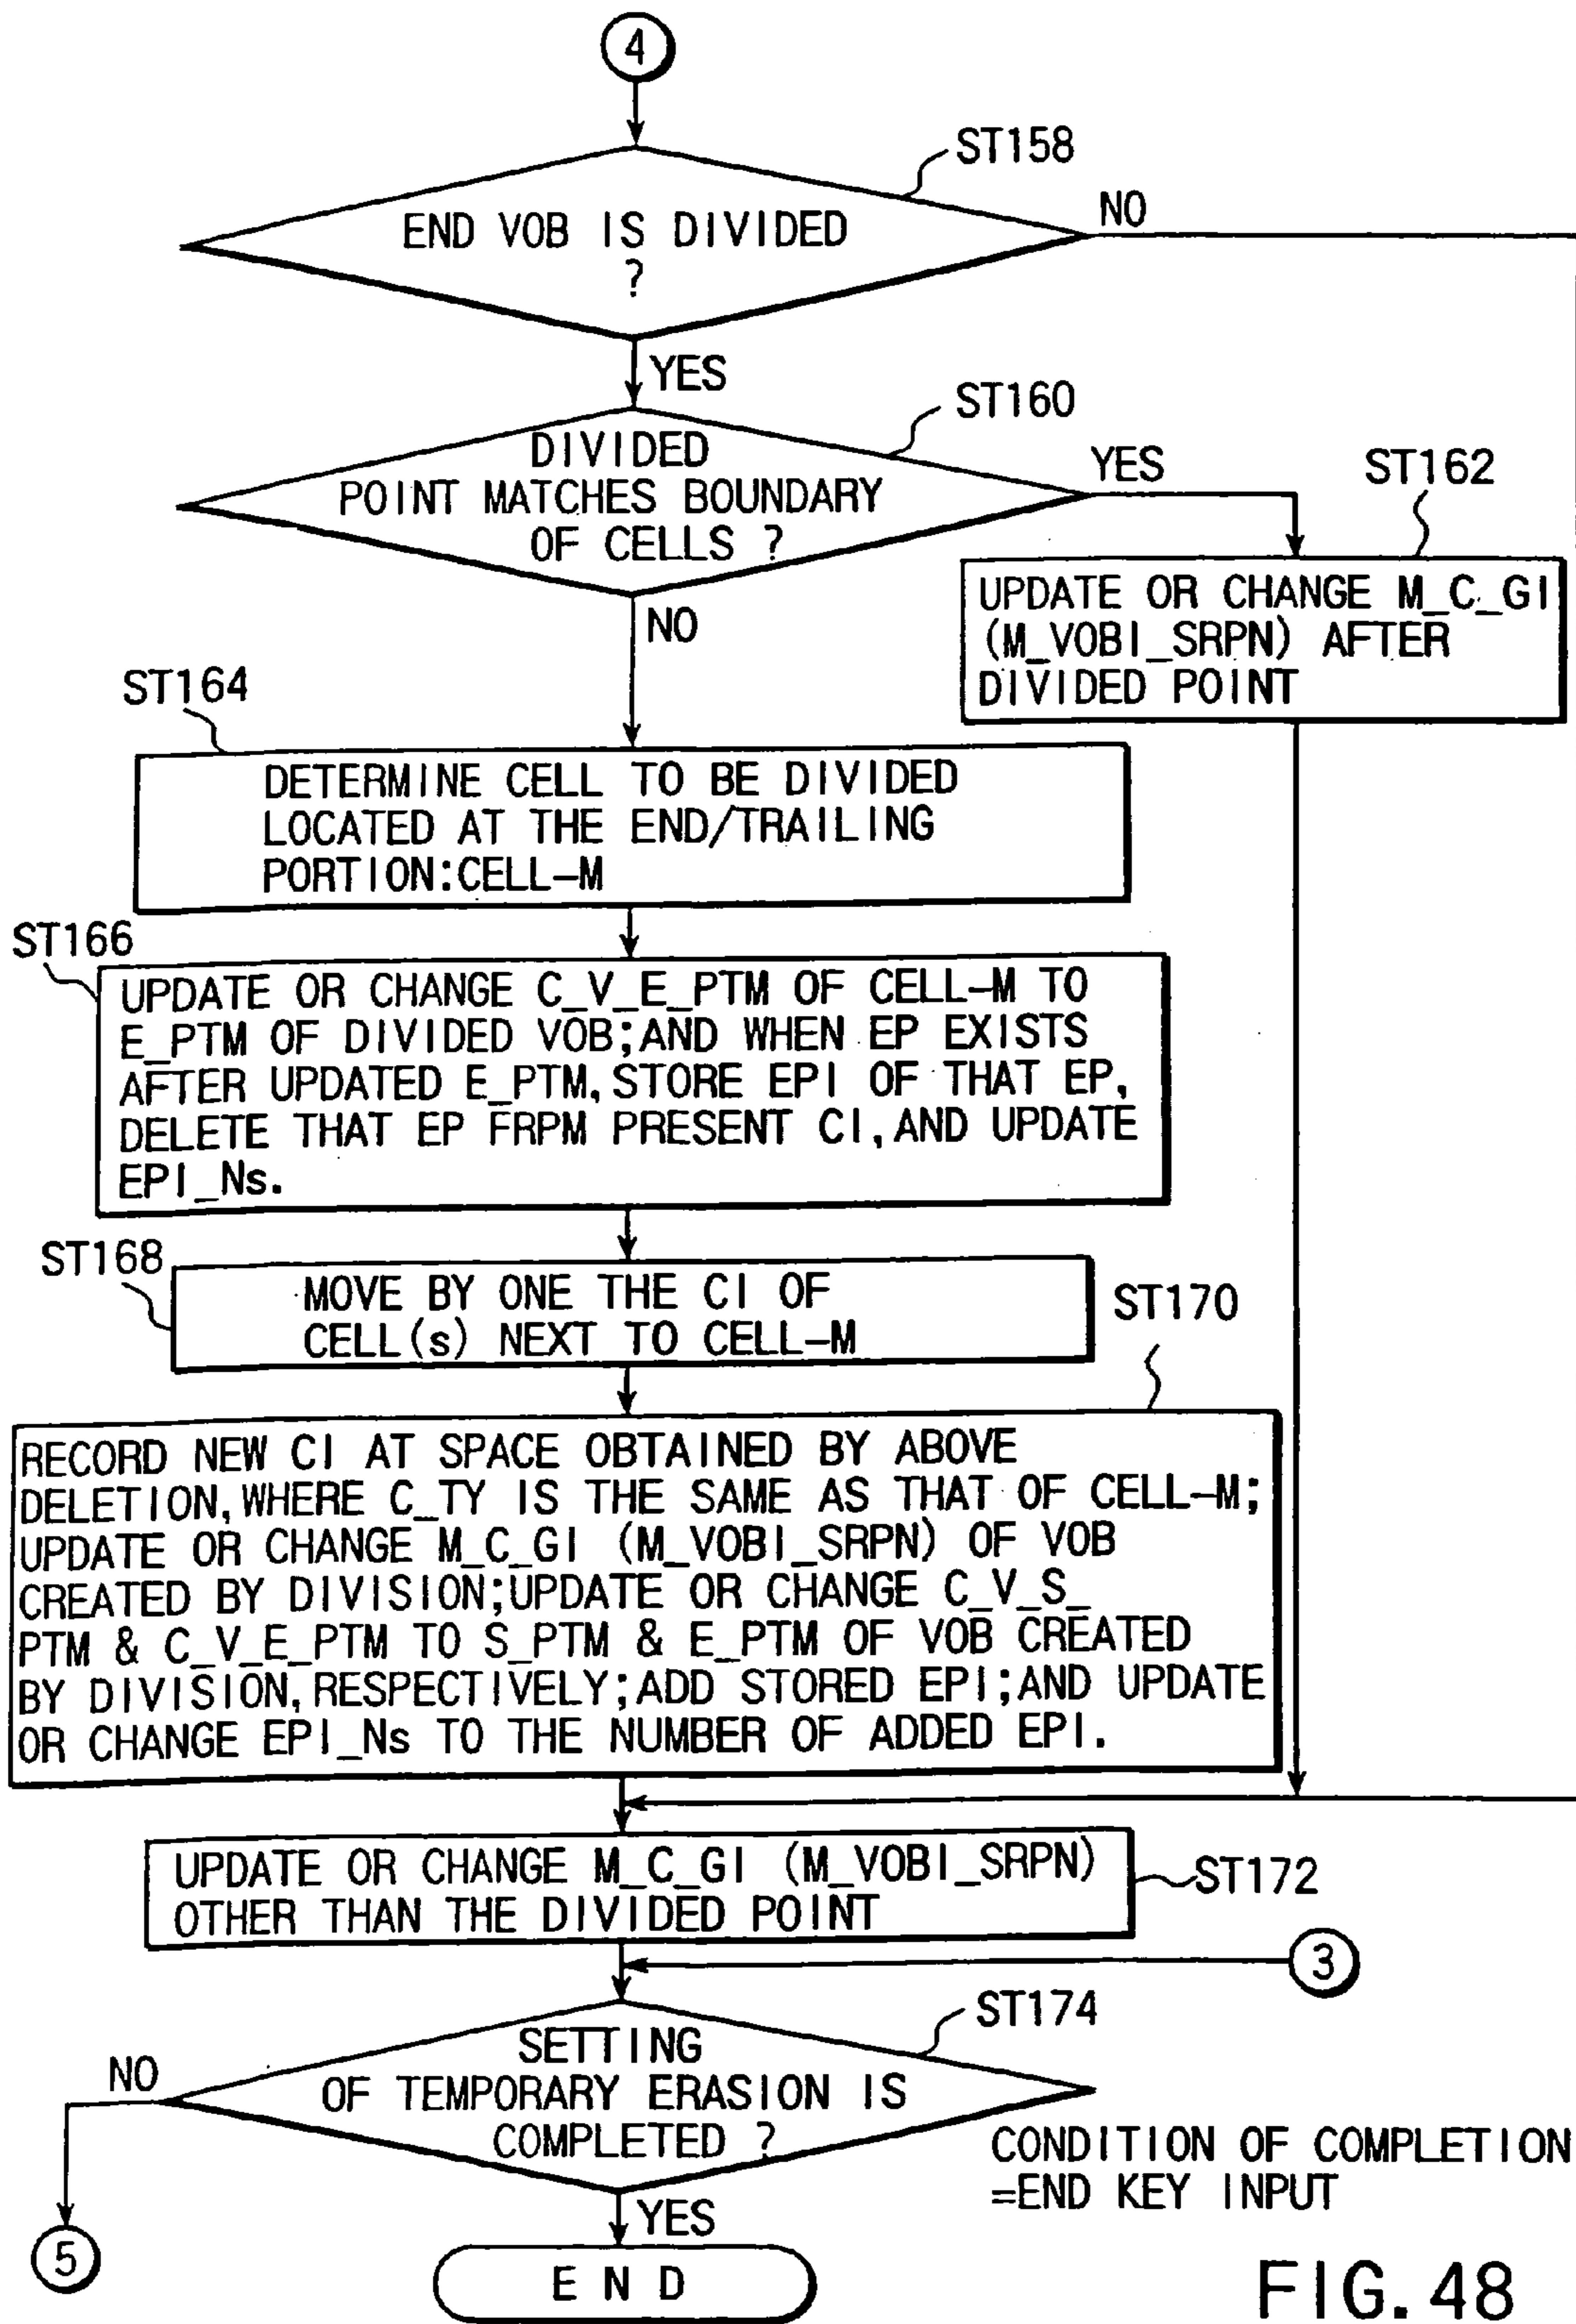 4
ST158
END VOB IS DIVIDED
?
NO
YES
ST160
DIVIDED
POINT MATCHES BOUNDARY
OF CELLS ?
YES
ST162
UPDATE OR CHANGE M_C_GI
(M_VOBI_SRPN) AFTER
DIVIDED POINT
NO
ST164
DETERMINE CELL TO BE DIVIDED
LOCATED AT THE END/TRAILING
PORTION:CELL-M
ST166
UPDATE OR CHANGE C_V_E_PTM OF CELL-M TO
E_PTM OF DIVIDED VOB;AND WHEN EP EXISTS
AFTER UPDATED E_PTM, STORE EPI OF THAT EP,
DELETE THAT EP FRPM PRESENT CI, AND UPDATE
EPI_Ns.
ST168
MOVE BY ONE THE CI OF
CELL(s) NEXT TO CELL-M
ST170
RECORD NEW CI AT SPACE OBTAINED BY ABOVE
DELETION, WHERE C_TY IS THE SAME AS THAT OF CELL-M;
UPDATE OR CHANGE M_C_GI (M_VOBI_SRPN) OF VOB
CREATED BY DIVISION;UPDATE OR CHANGE C_V_S_
PTM & C_V_E_PTM TO S_PTM & E_PTM OF VOB CREATED
BY DIVISION, RESPECTIVELY;ADD STORED EPI;AND UPDATE
OR CHANGE EPI_Ns TO THE NUMBER OF ADDED EPI.
UPDATE OR CHANGE M_C_GI (M_VOBI_SRPN)
OTHER THAN THE DIVIDED POINT
ST172
3
ST174
SETTING
OF TEMPORARY ERASION IS
COMPLETED ?
NO
CONDITION OF COMPLETION
=END KEY INPUT
YES
5
END
FIG. 48